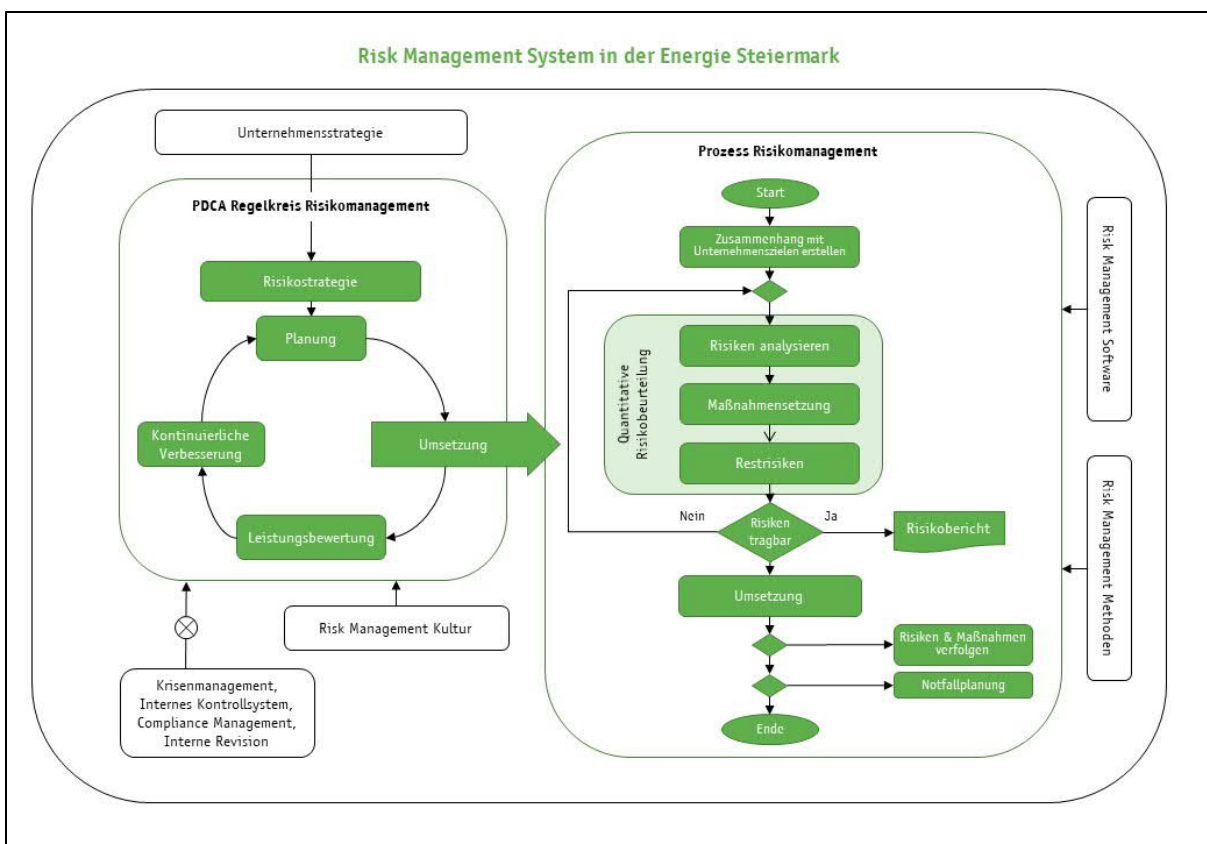 Risk Management System in der Energie Steiermark
Unternehmensstrategie
PDCA Regelkreis Risikomanagement
Risikostrategie
Planung
Kontinuierliche
Verbesserung
Umsetzung
Leistungsbewertung
Risk Management Kultur
Krisenmanagement,
Internes Kontrollsystem,
Compliance Management,
Interne Revision
Prozess Risikomanagement
Start
Zusammenhang mit
Unternehmenszielen erstellen
Quantitative
Risikobeurteilung
Risiken analysieren
Maßnahmensetzung
Restrisiken
Nein
Risiken
tragbar
Ja
Risikobericht
Umsetzung
Risiken & Maßnahmen
verfolgen
Notfallplanung
Ende
Risk Management Software
Risk Management Methoden